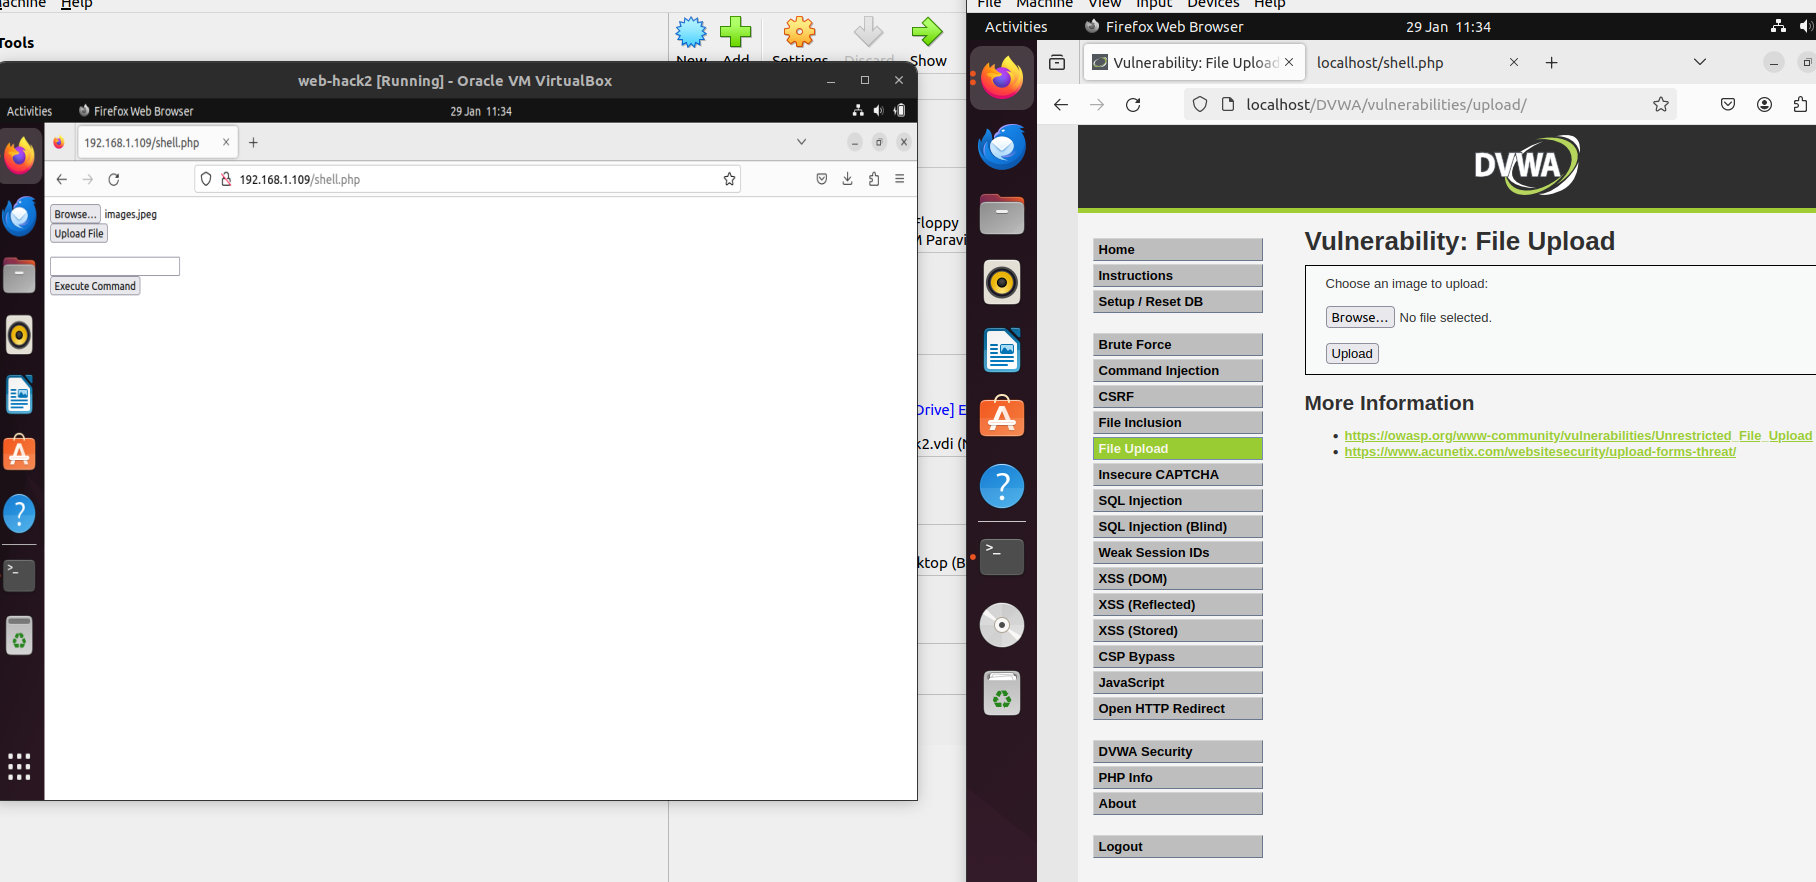 Machine Help
Tools
New Add Settings Discard Show
web-hack2 [Running] - Oracle VM VirtualBox
Activities Firefox Web Browser 29 Jan 11:34
192.168.1.109/shell.php
192.168.1.109/shell.php
Browse... images.jpeg
Upload File
Execute Command
Floppy
Drive]
File Machine View Input Devices Help
Activities Firefox Web Browser 29 Jan 11:34
Vulnerability: File Upload localhost/shell.php
localhost/DVWA/vulnerabilities/upload/
DVWA
Home
Instructions
Setup / Reset DB
Brute Force
Command Injection
CSRF
File Inclusion
File Upload
Insecure CAPTCHA
SQL Injection
SQL Injection (Blind)
Weak Session IDs
XSS (DOM)
XSS (Reflected)
XSS (Stored)
CSP Bypass
JavaScript
Open HTTP Redirect
DVWA Security
PHP Info
About
Logout
Vulnerability: File Upload
Choose an image to upload:
Browse... No file selected.
Upload
More Information
https://owasp.org/www-community/vulnerabilities/Unrestricted_File_Upload
https://www.acunetix.com/websitesecurity/upload-forms-threat/